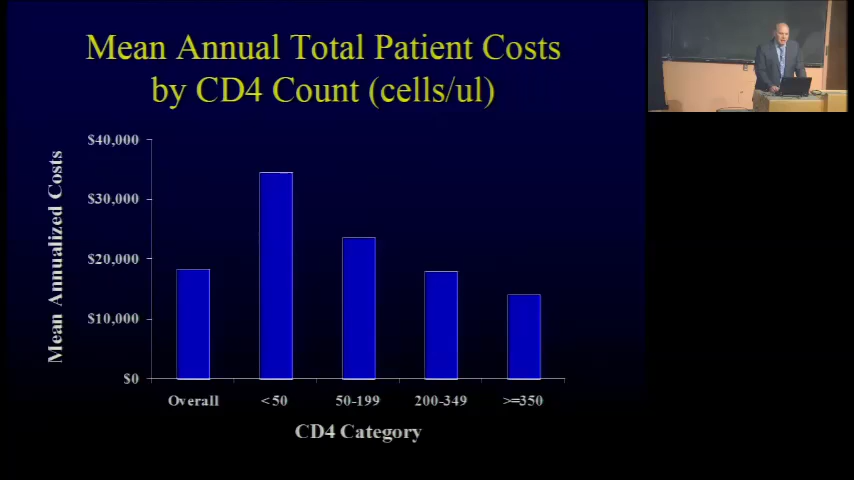 Mean Annual Total Patient Costs
by CD4 Count (cells/ul)
Mean Annualized Costs
$40,000
$30,000
$20,000
$10,000
$0
Overall
<50
50-199
200-349
>=350
CD4 Category